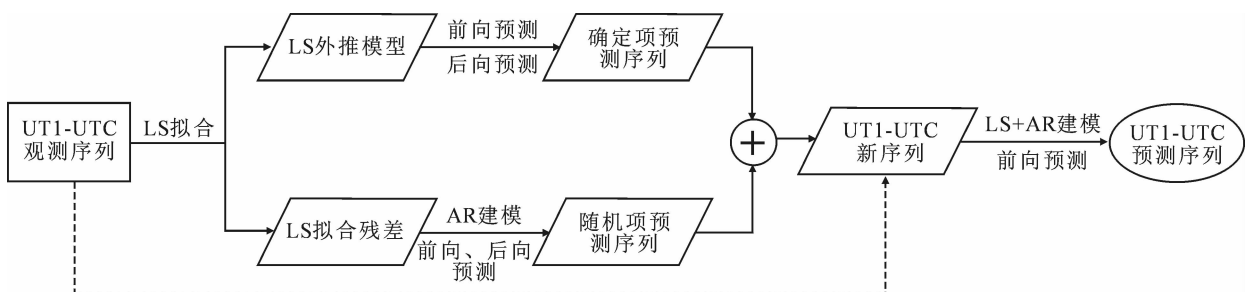 UT1-UTC
观测序列
LS拟合
LS外推模型
前向预测
后向预测
确定项预
测序列
LS拟合残差
AR建模
前向、后向
预测
随机项预
测序列
UT1-UTC
新序列
LS+AR建模
前向预测
UT1-UTC
预测序列